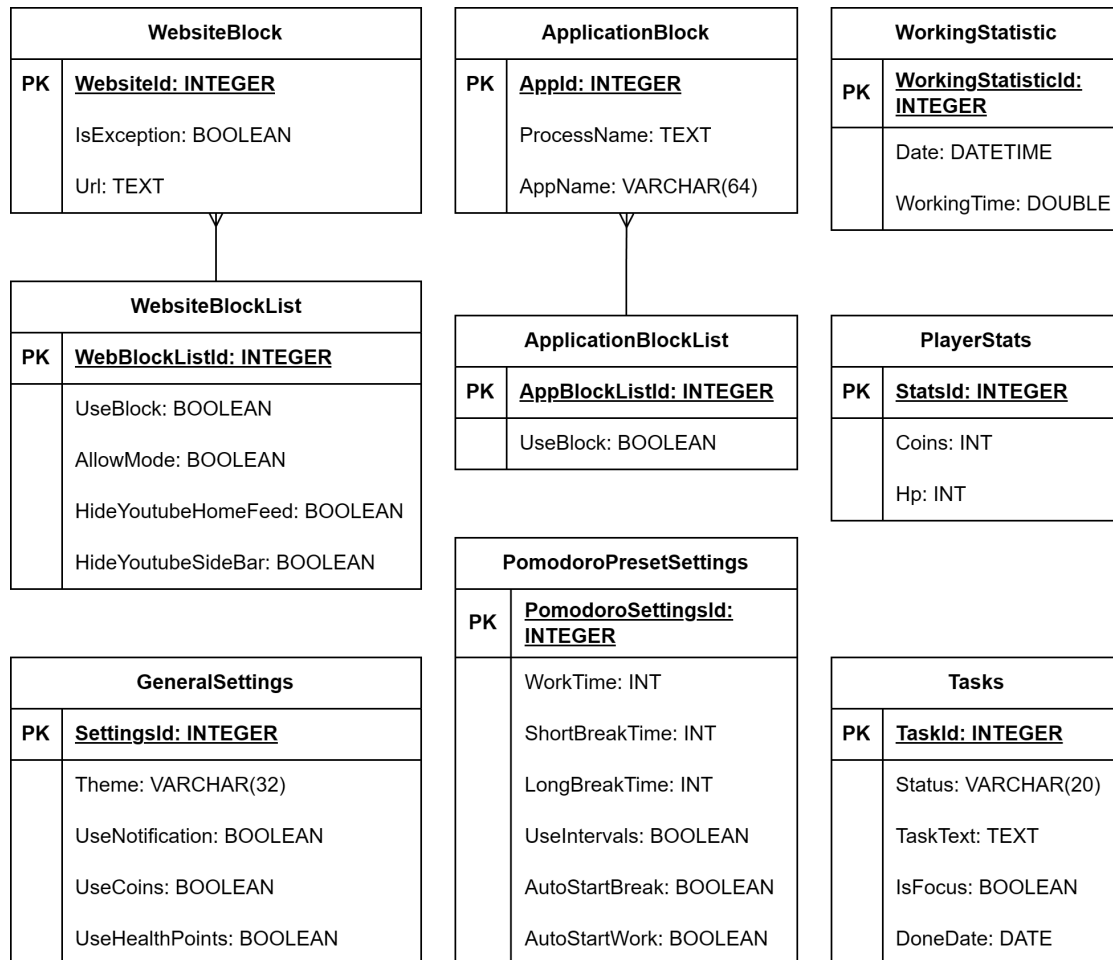 WebsiteBlock
PK
WebsiteId: INTEGER
IsException: BOOLEAN
Url: TEXT
ApplicationBlock
PK
AppId: INTEGER
ProcessName: TEXT
AppName: VARCHAR(64)
WorkingStatistic
PK
WorkingStatisticId:
INTEGER
Date: DATETIME
WorkingTime: DOUBLE
WebsiteBlockList
PK
WebBlockListId: INTEGER
UseBlock: BOOLEAN
AllowMode: BOOLEAN
HideYoutubeHomeFeed: BOOLEAN
HideYoutubeSideBar: BOOLEAN
ApplicationBlockList
PK
AppBlockListId: INTEGER
UseBlock: BOOLEAN
PlayerStats
PK
StatsId: INTEGER
Coins: INT
Hp: INT
GeneralSettings
PK
SettingsId: INTEGER
Theme: VARCHAR(32)
UseNotification: BOOLEAN
UseCoins: BOOLEAN
UseHealthPoints: BOOLEAN
PomodoroPresetSettings
PK
PomodoroSettingsId:
INTEGER
WorkTime: INT
ShortBreakTime: INT
LongBreakTime: INT
UseIntervals: BOOLEAN
AutoStartBreak: BOOLEAN
AutoStartWork: BOOLEAN
Tasks
PK
TaskId: INTEGER
Status: VARCHAR(20)
TaskText: TEXT
IsFocus: BOOLEAN
DoneDate: DATE